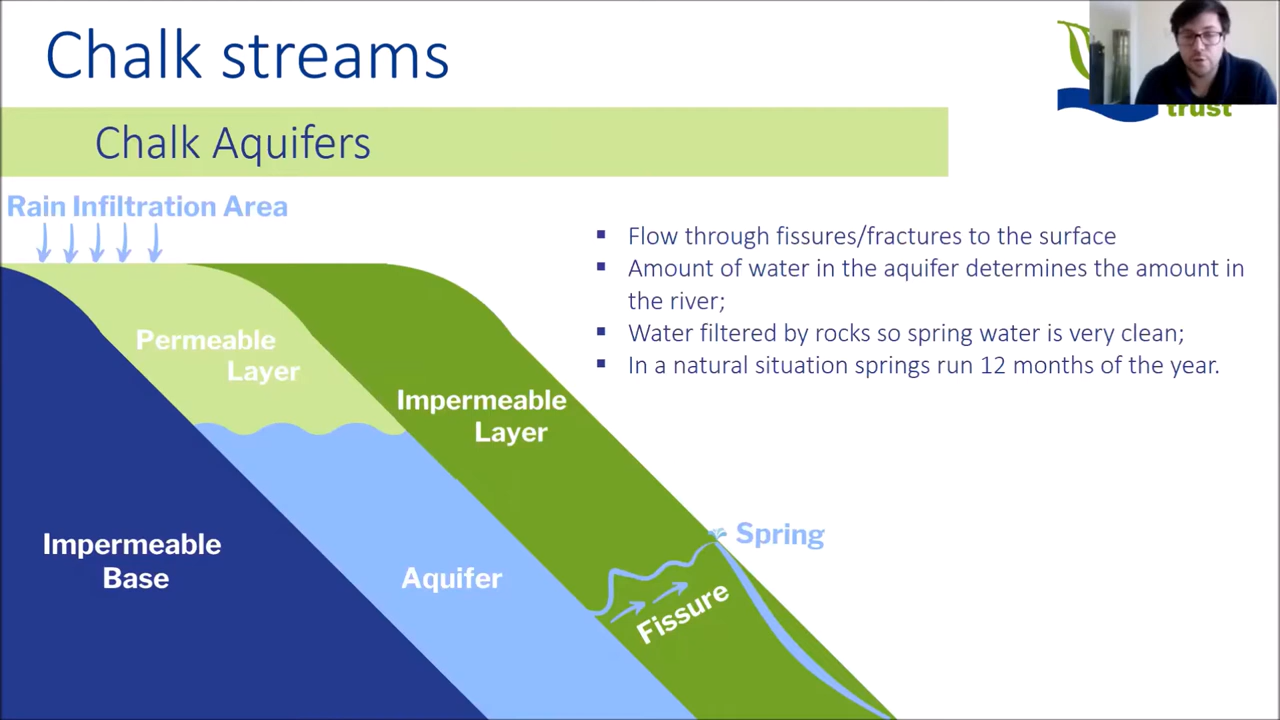 Chalk streams
trust
Chalk Aquifers
Rain Infiltration Area
▪ Flow through fissures/fractures to the surface
▪ Amount of water in the aquifer determines the amount in
the river;
▪ Water filtered by rocks so spring water is very clean;
▪ In a natural situation springs run 12 months of the year.
Permeable
Layer
Impermeable
Layer
Impermeable
Base
Aquifer
Spring
Fissure